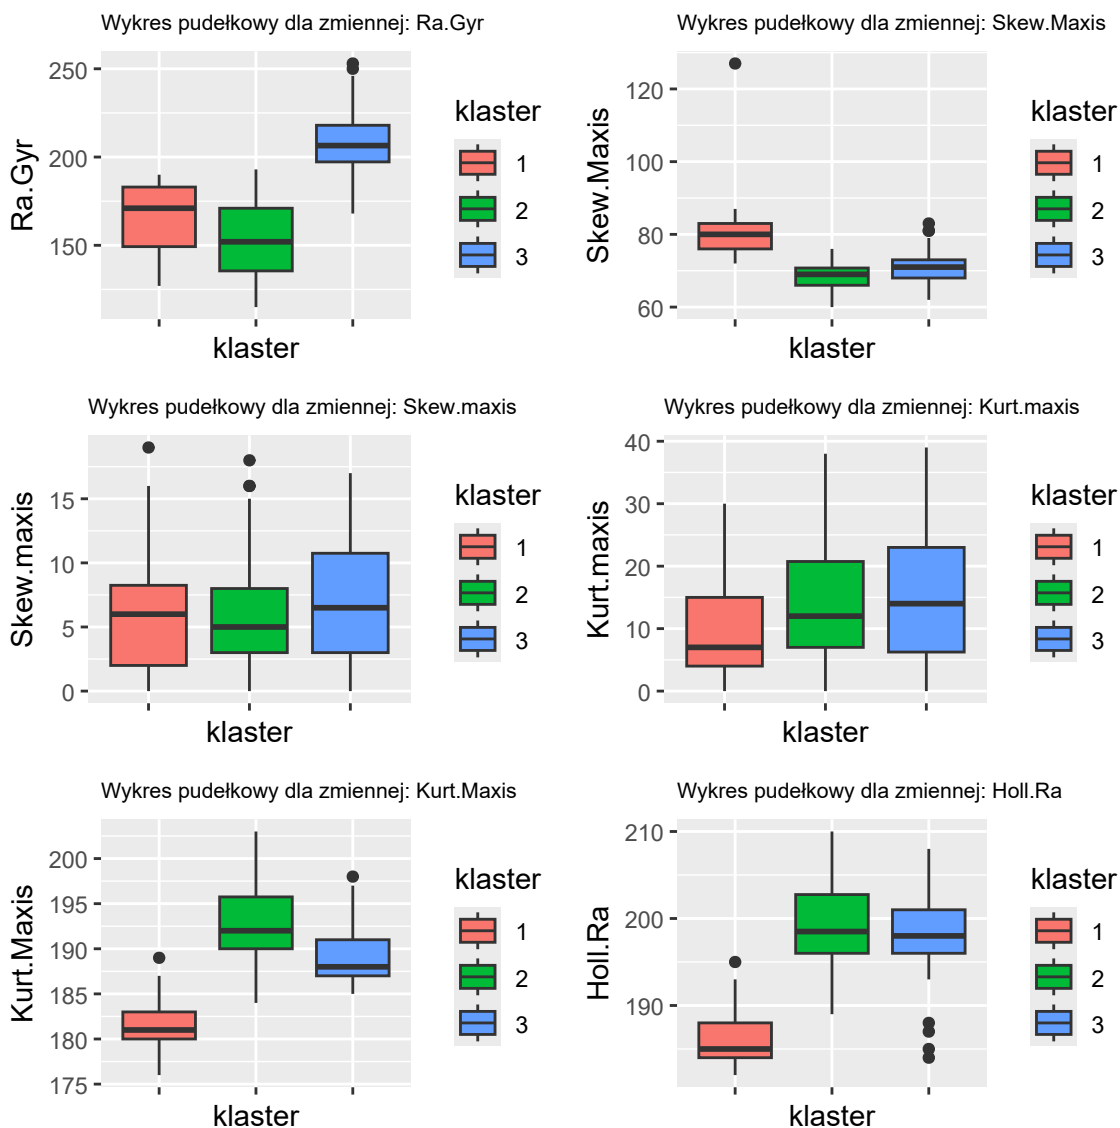 Wykres pudełkowy dla zmiennej: Ra.Gyr
250
200
150
Ra.Gyr
klaster
klaster
1
2
3
Wykres pudełkowy dla zmiennej: Skew.Maxis
120
100
80
60
Skew.Maxis
klaster
klaster
1
2
3
Wykres pudełkowy dla zmiennej: Skew.maxis
15
10
5
0
Skew.maxis
klaster
klaster
1
2
3
Wykres pudełkowy dla zmiennej: Kurt.maxis
40
30
20
10
0
Kurt.maxis
klaster
klaster
1
2
3
Wykres pudełkowy dla zmiennej: Kurt.Maxis
200
195
190
185
180
175
Kurt.Maxis
klaster
klaster
1
2
3
Wykres pudełkowy dla zmiennej: Holl.Ra
210
200
190
Holl.Ra
klaster
klaster
1
2
3